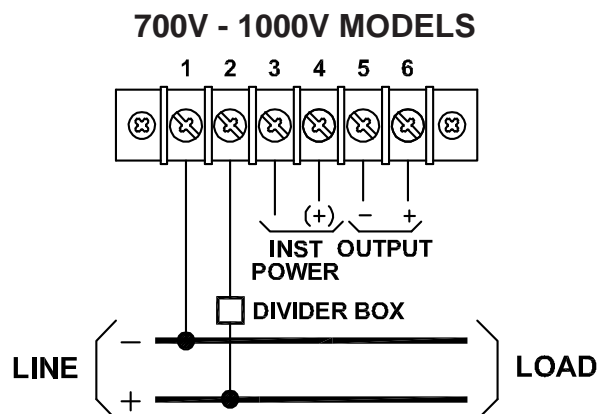 700V - 1000V MODELS
1 2 3 4 5 6
(+) − +
INST OUTPUT
POWER
DIVIDER BOX
−
LINE LOAD
+